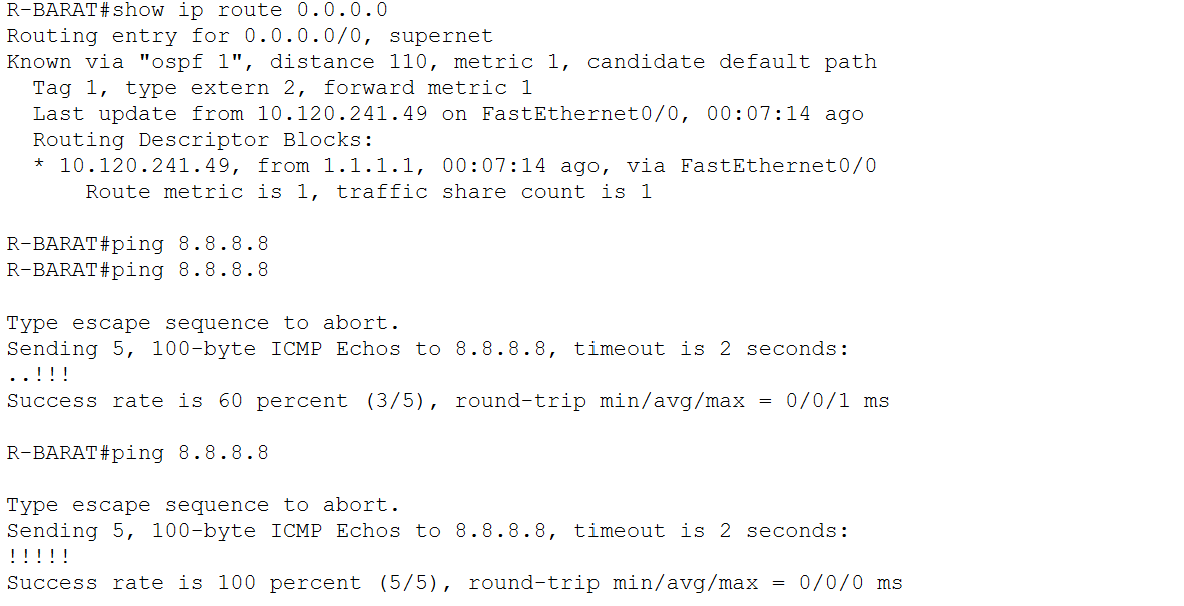 R-BARAT#show ip route 0.0.0.0
Routing entry for 0.0.0.0/0, supernet
Known via "ospf 1", distance 110, metric 1, candidate default path
  Tag 1, type extern 2, forward metric 1
  Last update from 10.120.241.49 on FastEthernet0/0, 00:07:14 ago
  Routing Descriptor Blocks:
  * 10.120.241.49, from 1.1.1.1, 00:07:14 ago, via FastEthernet0/0
      Route metric is 1, traffic share count is 1

R-BARAT#ping 8.8.8.8
R-BARAT#ping 8.8.8.8

Type escape sequence to abort.
Sending 5, 100-byte ICMP Echos to 8.8.8.8, timeout is 2 seconds:
..!!!
Success rate is 60 percent (3/5), round-trip min/avg/max = 0/0/1 ms

R-BARAT#ping 8.8.8.8

Type escape sequence to abort.
Sending 5, 100-byte ICMP Echos to 8.8.8.8, timeout is 2 seconds:
!!!!!
Success rate is 100 percent (5/5), round-trip min/avg/max = 0/0/0 ms